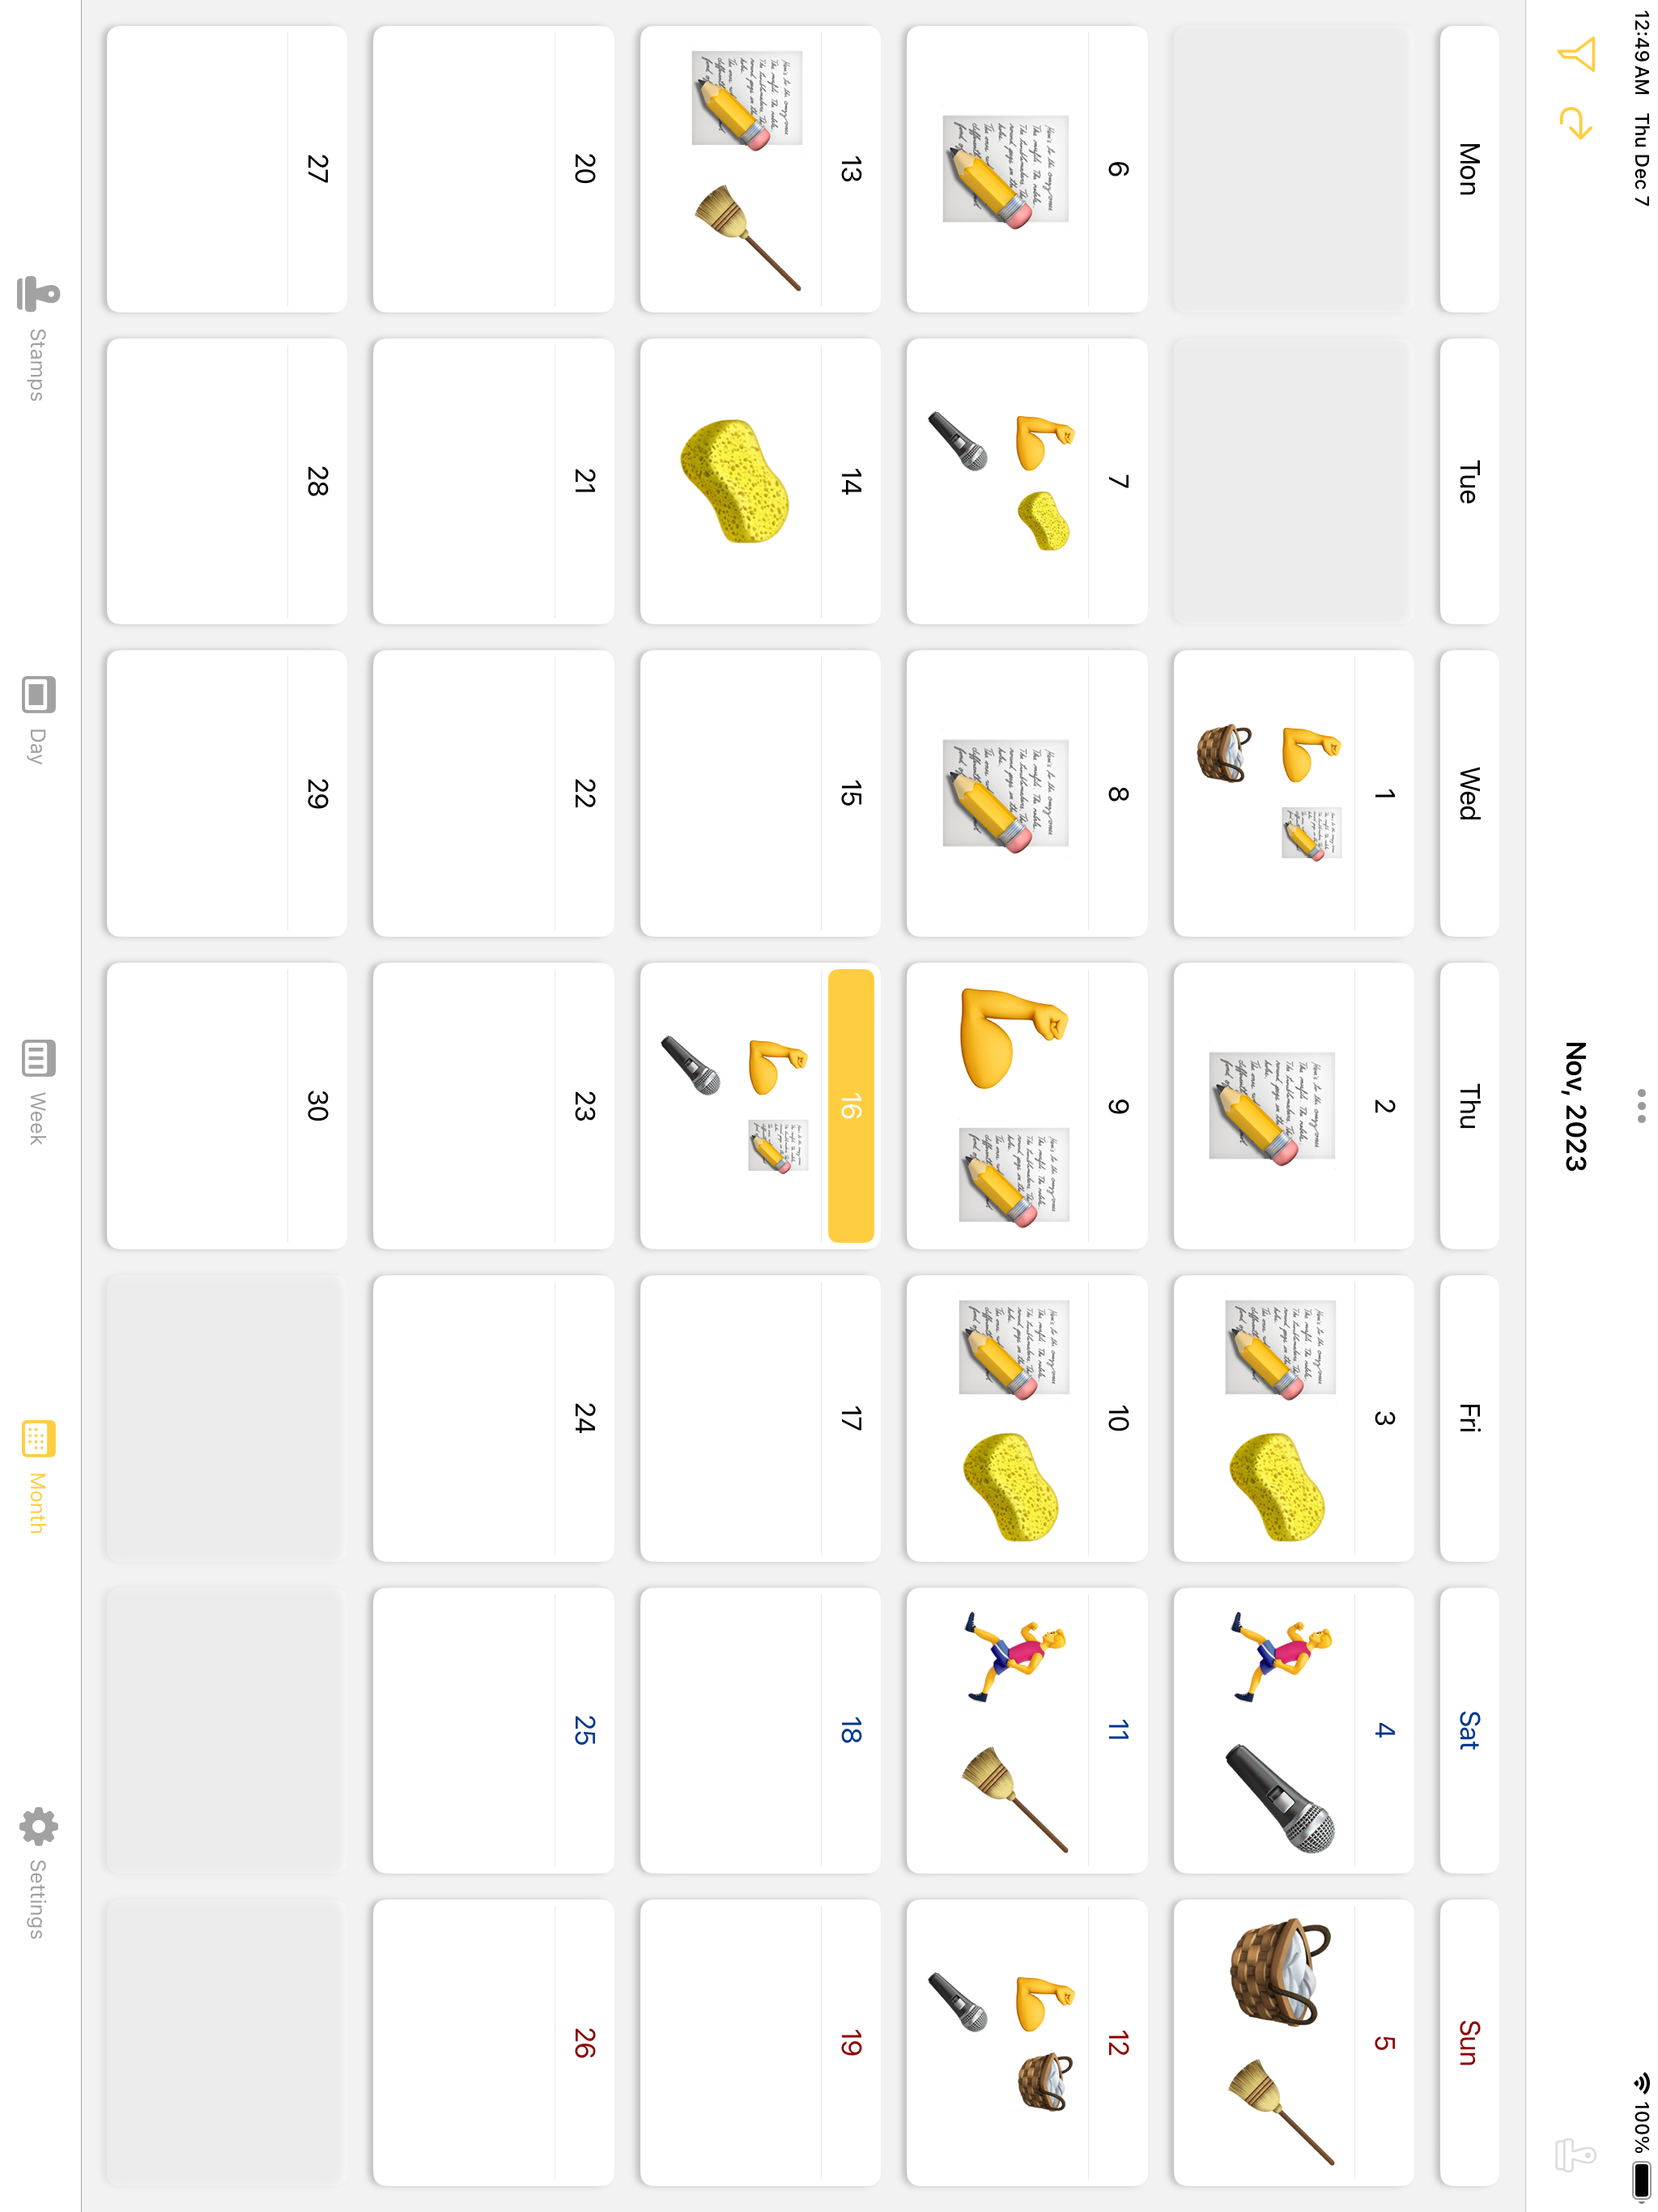 12:49 AM Thu Dec 7
100%
Nov, 2023
Mon Tue Wed Thu Fri Sat Sun
1 2 3 4 5
6 7 8 9 10 11 12
13 14 15 16 17 18 19
20 21 22 23 24 25 26
27 28 29 30
Stamps Day Week Month Settings